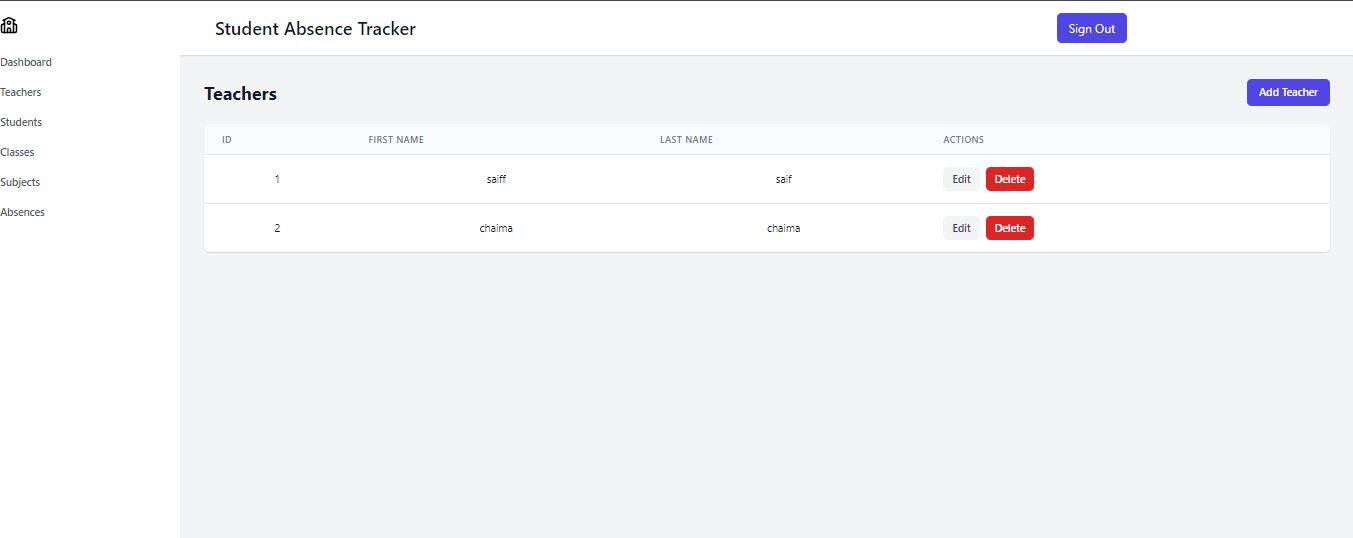 Student Absence Tracker
Sign Out
Dashboard
Teachers
Students
Classes
Subjects
Absences
Teachers
Add Teacher
ID FIRST NAME LAST NAME ACTIONS
1 saiff saif Edit Delete
2 chaima chaima Edit Delete